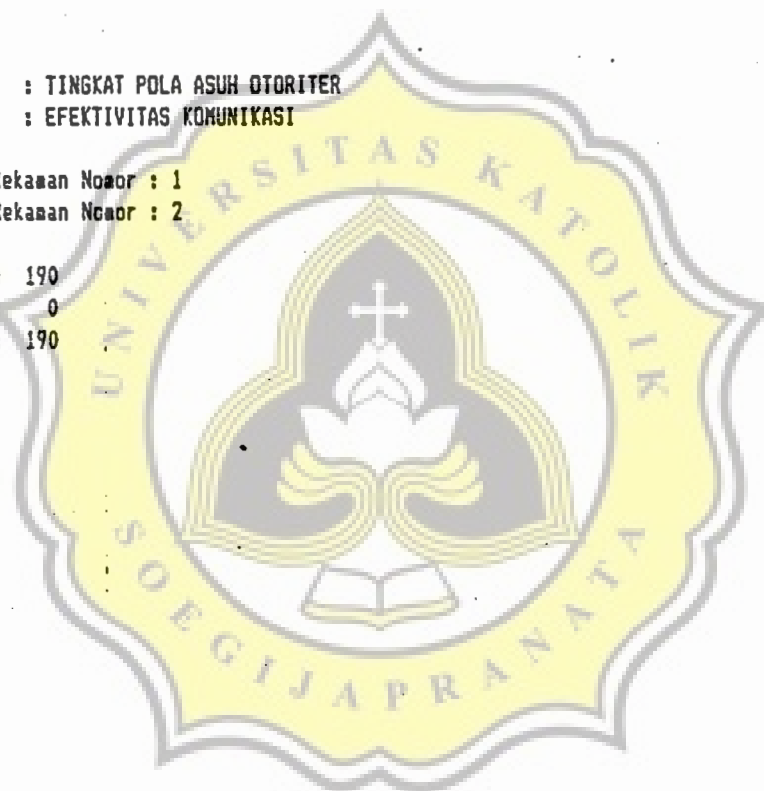 : TINGKAT POLA ASUH OTORITER
: EFEKTIVITAS KOMUNIKASI
ekaman Nomor : 1
ekaman Nomor : 2
190
0
190
UNIVERSITAS KATOLIK
SOEGIJAPRANATA